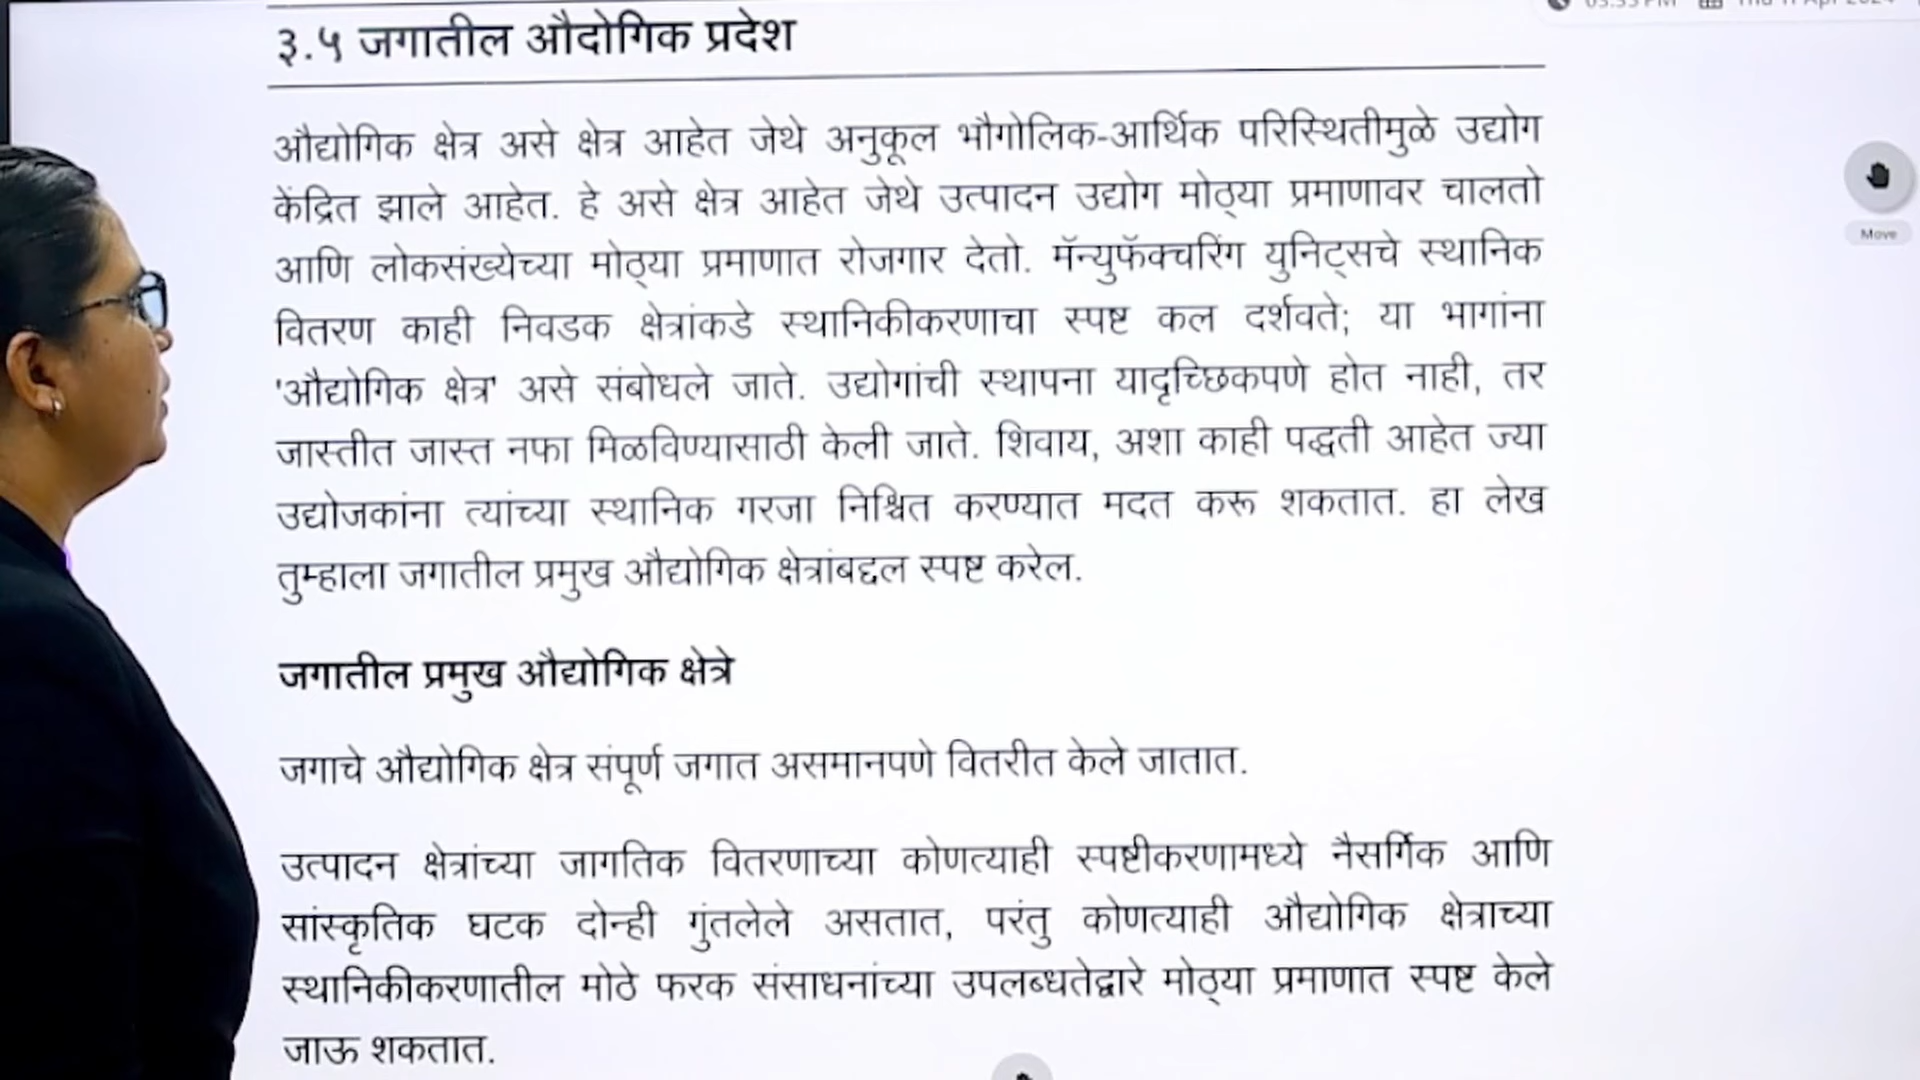 ३.५ जगातील औदोगिक प्रदेश
औद्योगिक क्षेत्र असे क्षेत्र आहेत जेथे अनुकूल भौगोलिक-आर्थिक परिस्थितीमुळे उद्योग
केंद्रित झाले आहेत. हे असे क्षेत्र आहेत जेथे उत्पादन उद्योग मोठ्या प्रमाणावर चालतो
आणि लोकसंख्येच्या मोठ्या प्रमाणात रोजगार देतो. मॅन्युफॅक्चरिंग युनिट्सचे स्थानिक
वितरण काही निवडक क्षेत्रांकडे स्थानिकीकरणाचा स्पष्ट कल दर्शवते; या भागांना
'औद्योगिक क्षेत्र' असे संबोधले जाते. उद्योगांची स्थापना यादृच्छिकपणे होत नाही, तर
जास्तीत जास्त नफा मिळविण्यासाठी केली जाते. शिवाय, अशा काही पद्धती आहेत ज्या
उद्योजकांना त्यांच्या स्थानिक गरजा निश्चित करण्यात मदत करू शकतात. हा लेख
तुम्हाला जगातील प्रमुख औद्योगिक क्षेत्रांबद्दल स्पष्ट करेल.
जगातील प्रमुख औद्योगिक क्षेत्रे
जगाचे औद्योगिक क्षेत्र संपूर्ण जगात असमानपणे वितरीत केले जातात.
उत्पादन क्षेत्रांच्या जागतिक वितरणाच्या कोणत्याही स्पष्टीकरणामध्ये नैसर्गिक आणि
सांस्कृतिक घटक दोन्ही गुंतलेले असतात, परंतु कोणत्याही औद्योगिक क्षेत्राच्या
स्थानिकीकरणातील मोठे फरक संसाधनांच्या उपलब्धतेद्वारे मोठ्या प्रमाणात स्पष्ट केले
जाऊ शकतात.
Move